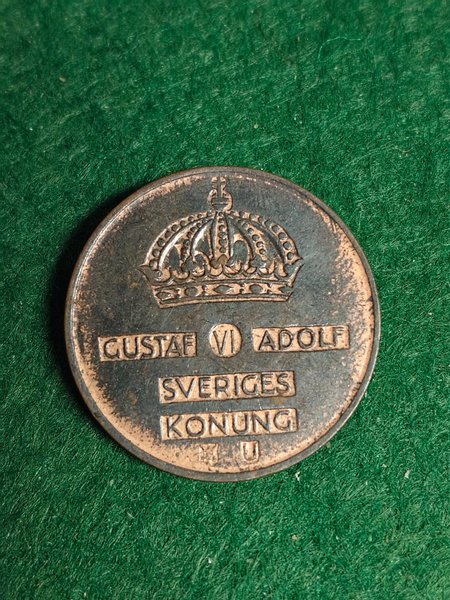 GUSTAF VI ADOLF
SVERIGES
KONUNG
U